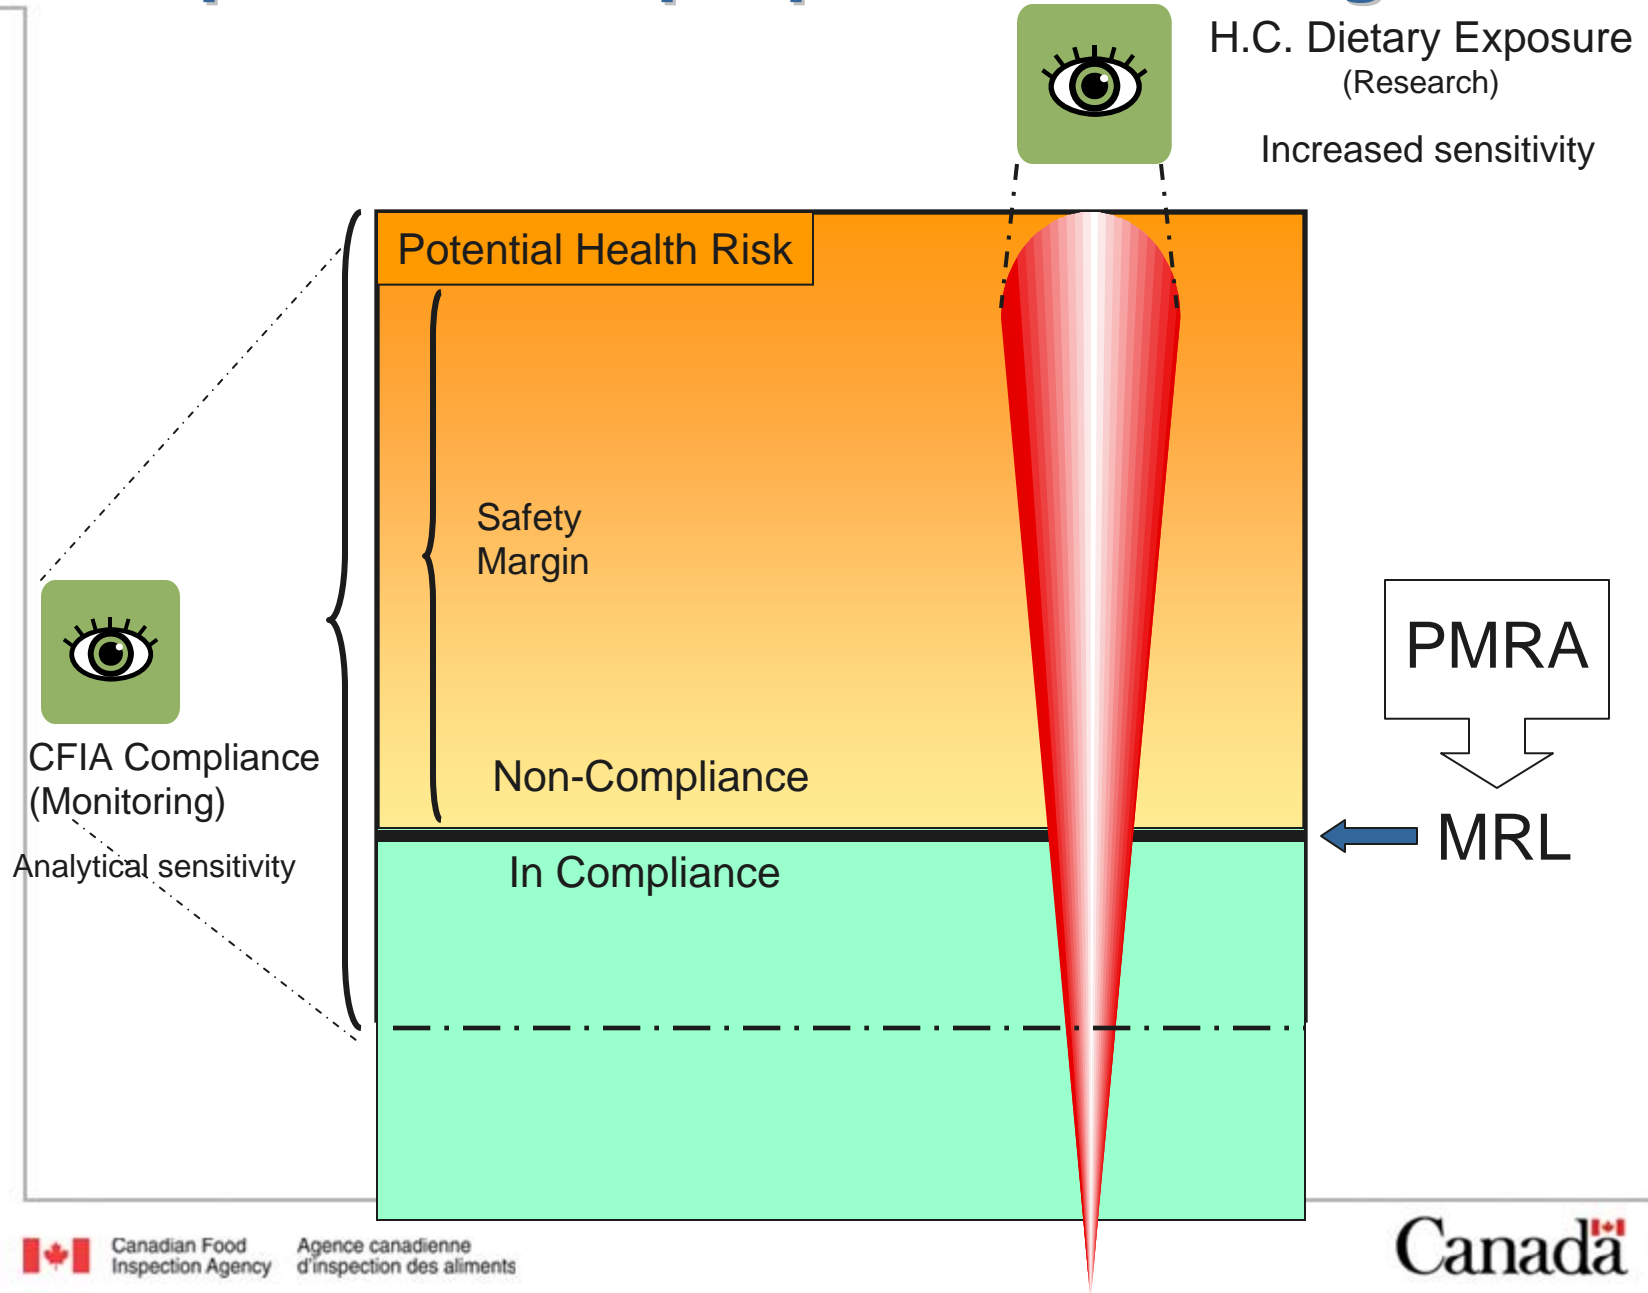 H.C. Dietary Exposure
(Research)
Increased sensitivity
Potential Health Risk
Safety
Margin
PMRA
CFIA Compliance
(Monitoring)
Non-Compliance
MRL
Analytical sensitivity
In Compliance
Canadian Food
Inspection Agency
Agence canadienne
d'inspection des aliments
Canada